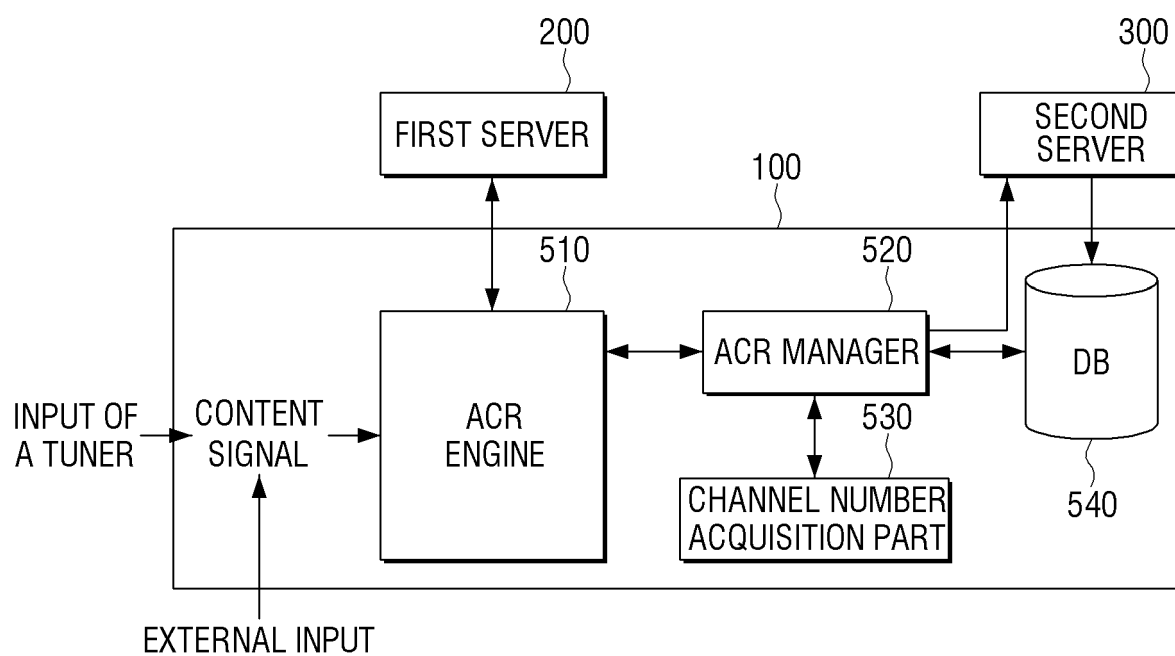 200
300
FIRST SERVER
SECOND
SERVER
100
510
520
ACR MANAGER
DB
INPUT OF
A TUNER
CONTENT
SIGNAL
ACR
ENGINE
530
CHANNEL NUMBER
ACQUISITION PART
540
EXTERNAL INPUT